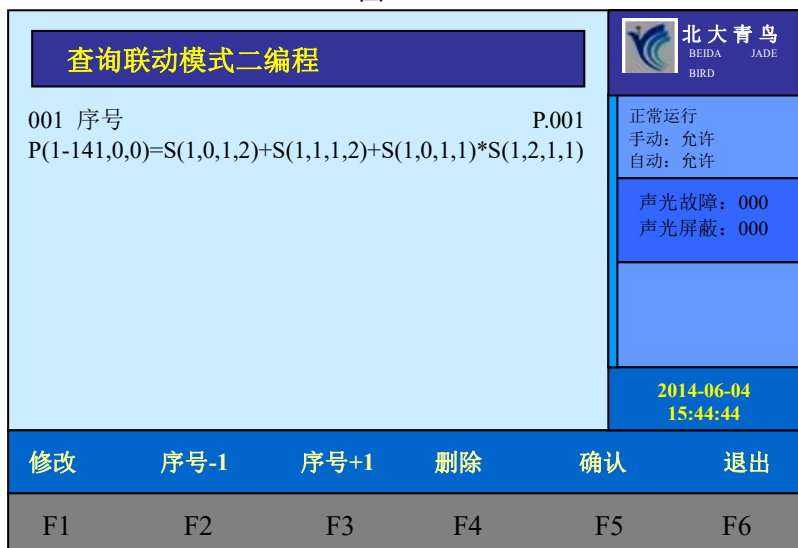 查询联动模式二编程
北大青鸟
BEIDA JADE
BIRD
001 序号 P.001
P(1-141,0,0)=S(1,0,1,2)+S(1,1,1,2)+S(1,0,1,1)*S(1,2,1,1)
正常运行
手动：允许
自动：允许
声光故障：000
声光屏蔽：000
2014-06-04
15:44:44
修改 序号-1 序号+1 删除 确认 退出
F1 F2 F3 F4 F5 F6